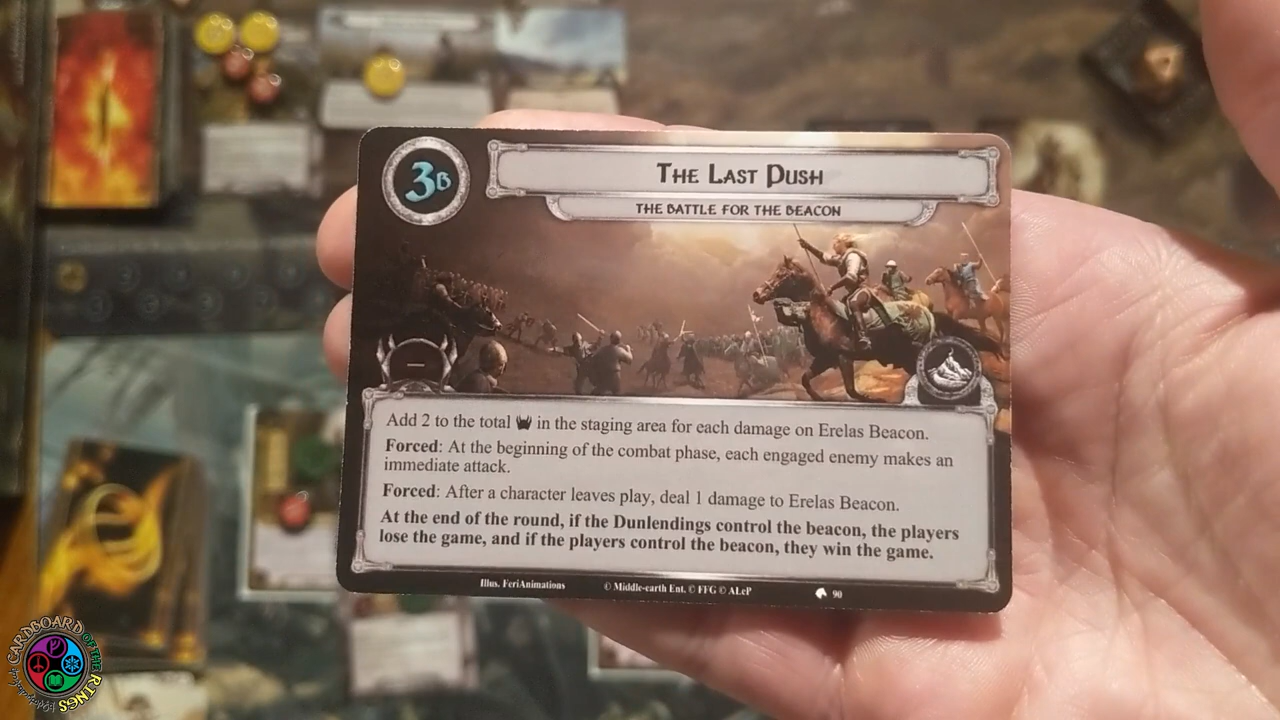 3B
THE LAST PUSH
THE BATTLE FOR THE BEACON
–
Add 2 to the total in the staging area for each damage on Erelas Beacon.
Forced: At the beginning of the combat phase, each engaged enemy makes an
immediate attack.
Forced: After a character leaves play, deal 1 damage to Erelas Beacon.
At the end of the round, if the Dunlendings control the beacon, the players
lose the game, and if the players control the beacon, they win the game.
Illus. FeriAnimations © Middle-earth Ent. © FFG © ALeP 90
CARDBOARD OF THE RINGS